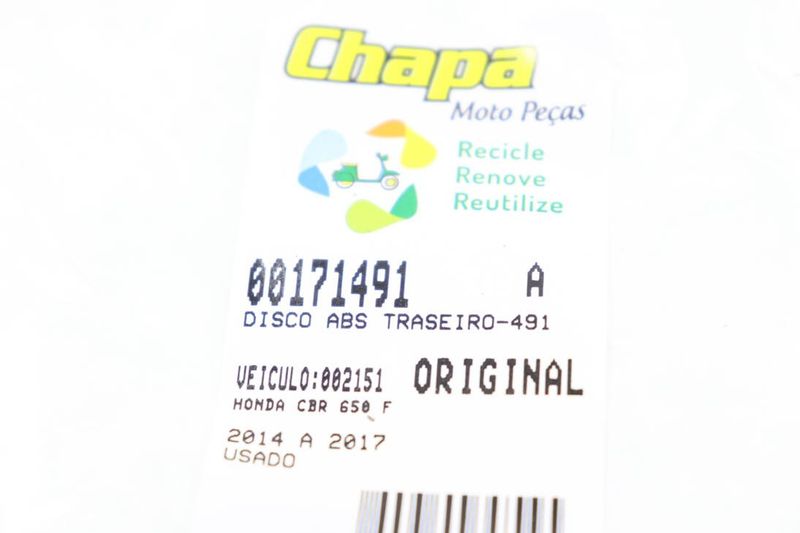 Chapa
Moto Peças
Recicle
Renove
Reutilize
00171491 A
DISCO ABS TRASEIRO-491
VEICULO:002151 ORIGINAL
HONDA CBR 650 F
2014 A 2017
USADO